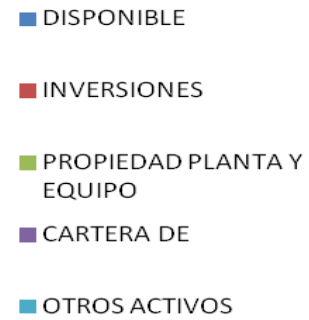 DISPONIBLE
INVERSIONES
PROPIEDAD PLANTA Y
EQUIPO
CARTERA DE
OTROS ACTIVOS